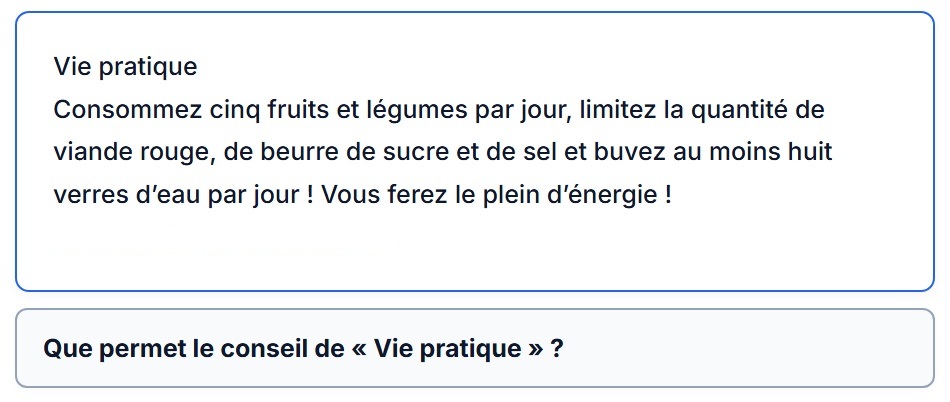 Vie pratique
Consommez cinq fruits et légumes par jour, limitez la quantité de
viande rouge, de beurre de sucre et de sel et buvez au moins huit
verres d’eau par jour ! Vous ferez le plein d’énergie !
Que permet le conseil de « Vie pratique » ?